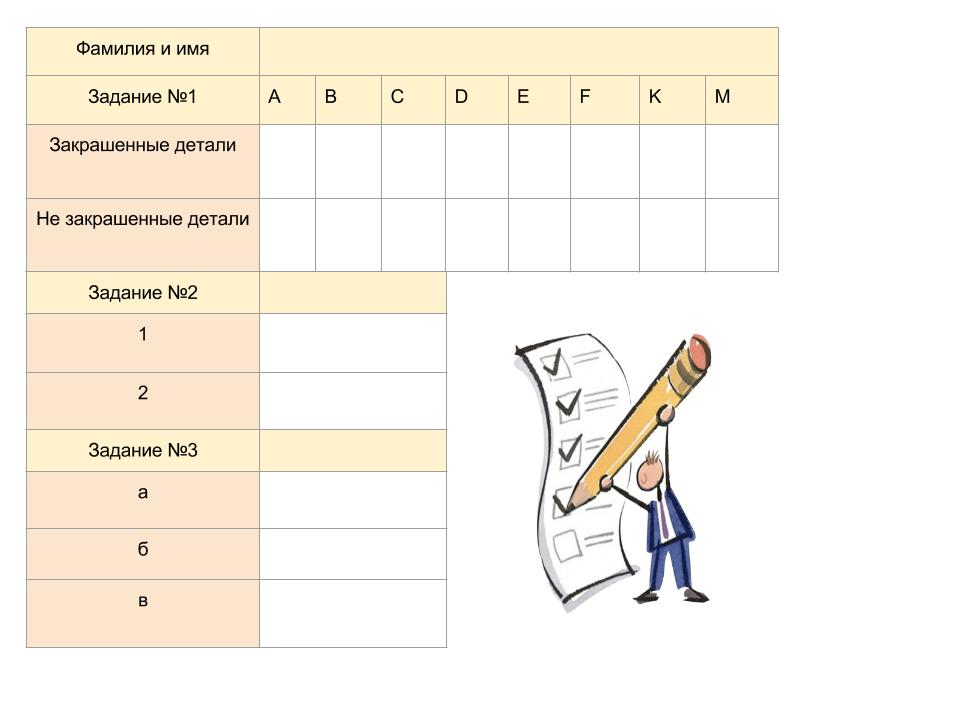 Фамилия и имя
Задание №1 A B C D E F K M
Закрашенные детали
Не закрашенные детали
Задание №2
1
2
Задание №3
а
б
в